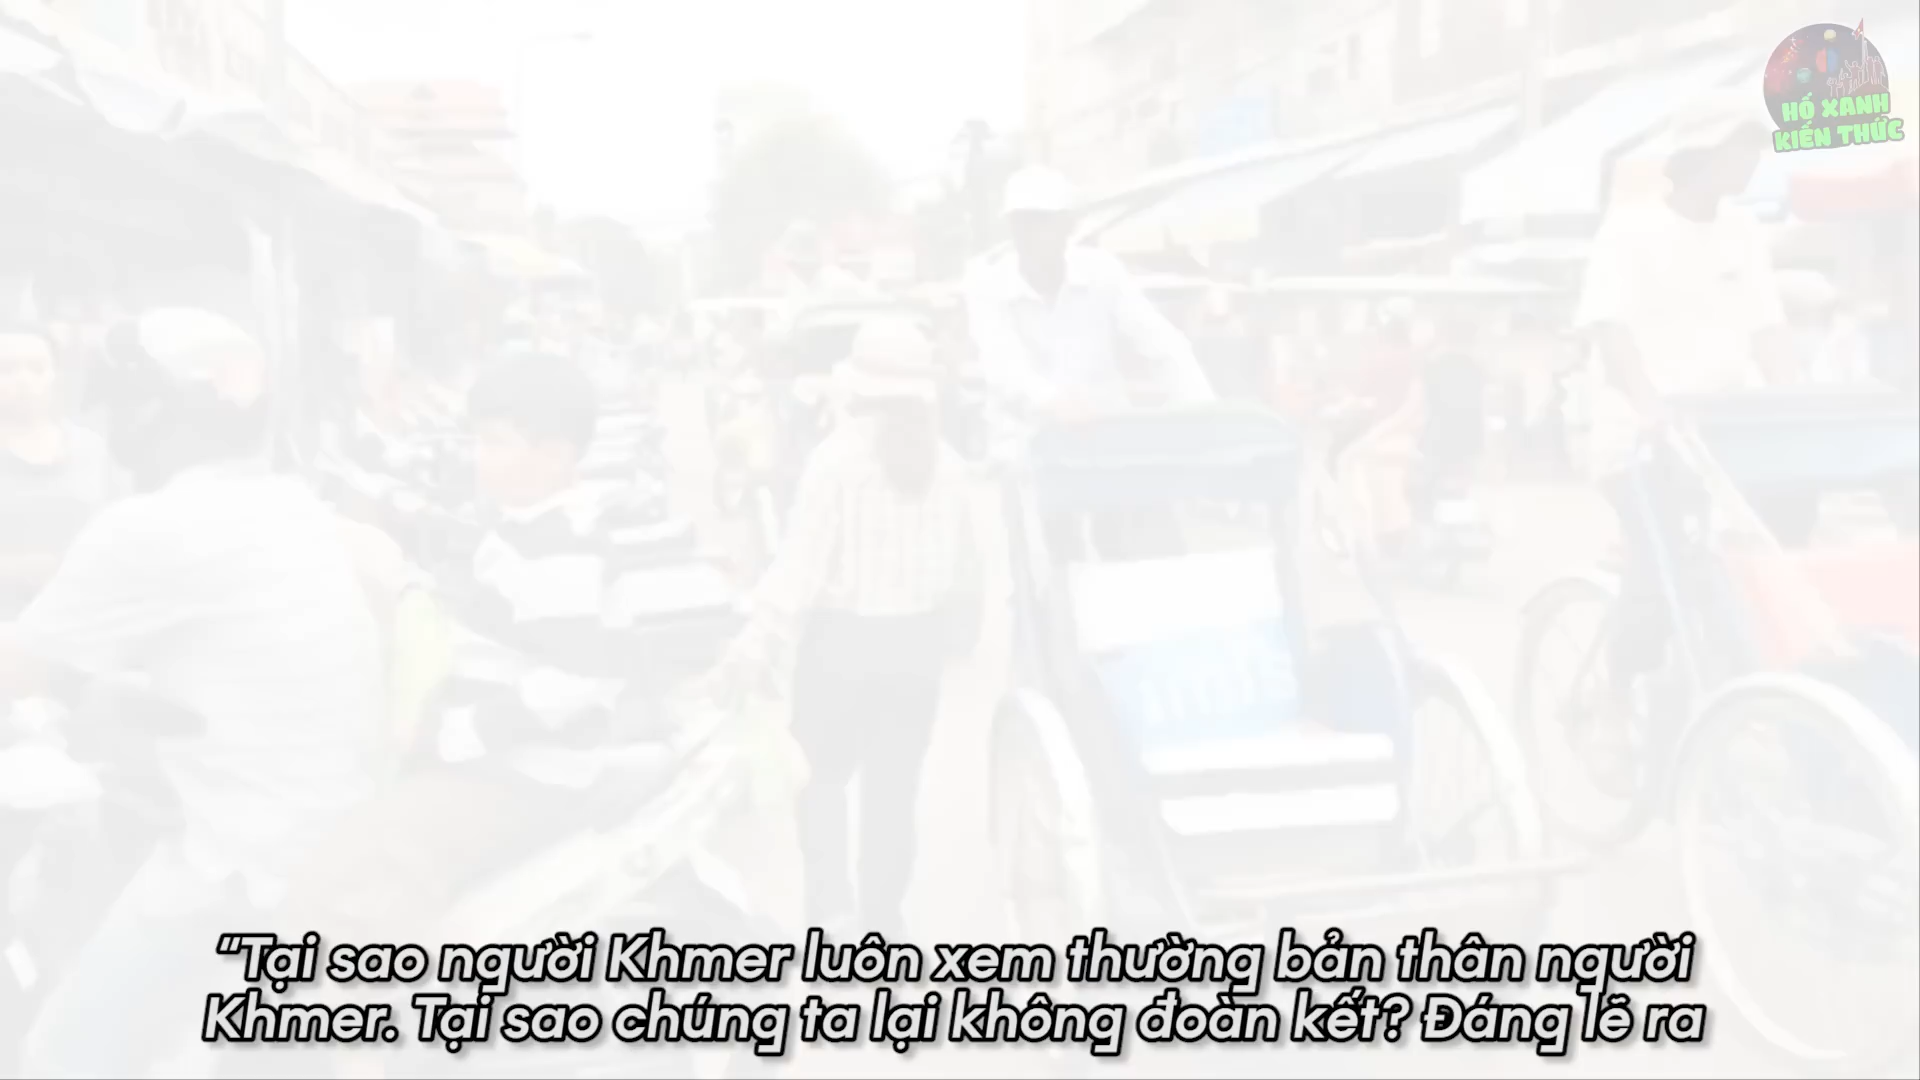 HỐ XANH
KIẾN THỨC
“Tại sao người Khmer luôn xem thường bản thân người
Khmer. Tại sao chúng ta lại không đoàn kết? Đáng lẽ ra